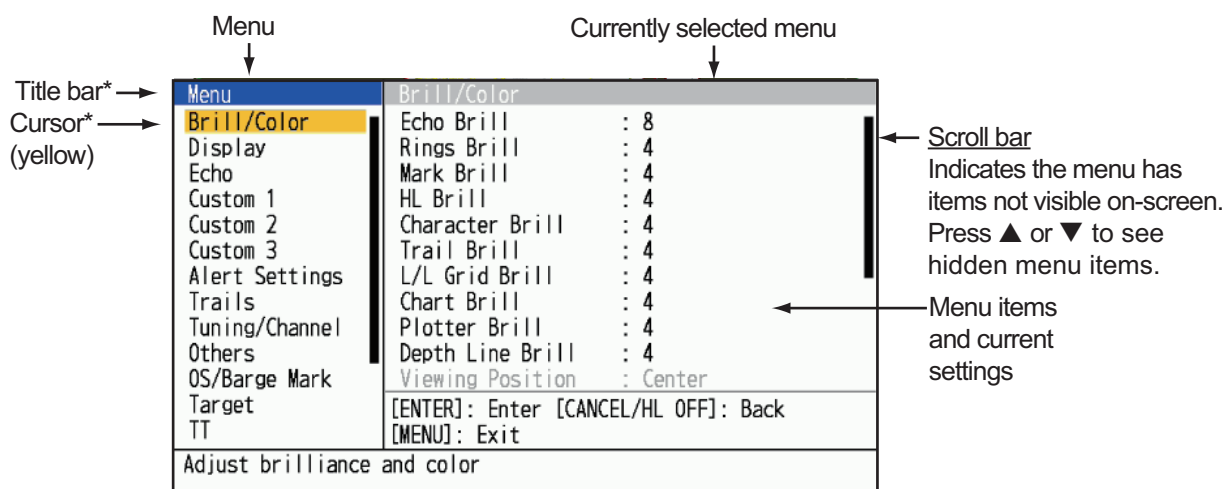 Menu
Currently selected menu
Title bar*
Cursor*
(yellow)
Menu
Brill/Color
Display
Echo
Custom 1
Custom 2
Custom 3
Alert Settings
Trails
Tuning/Channel
Others
OS/Barge Mark
Target
TT
Brill/Color
Echo Brill : 8
Rings Brill : 4
Mark Brill : 4
HL Brill : 4
Character Brill : 4
Trail Brill : 4
L/L Grid Brill : 4
Chart Brill : 4
Plotter Brill : 4
Depth Line Brill : 4
Viewing Position : Center
[ENTER]: Enter [CANCEL/HL OFF]: Back
[MENU]: Exit
Adjust brilliance and color
Scroll bar
Indicates the menu has
items not visible on-screen.
Press ▲ or ▼ to see
hidden menu items.
Menu items
and current
settings